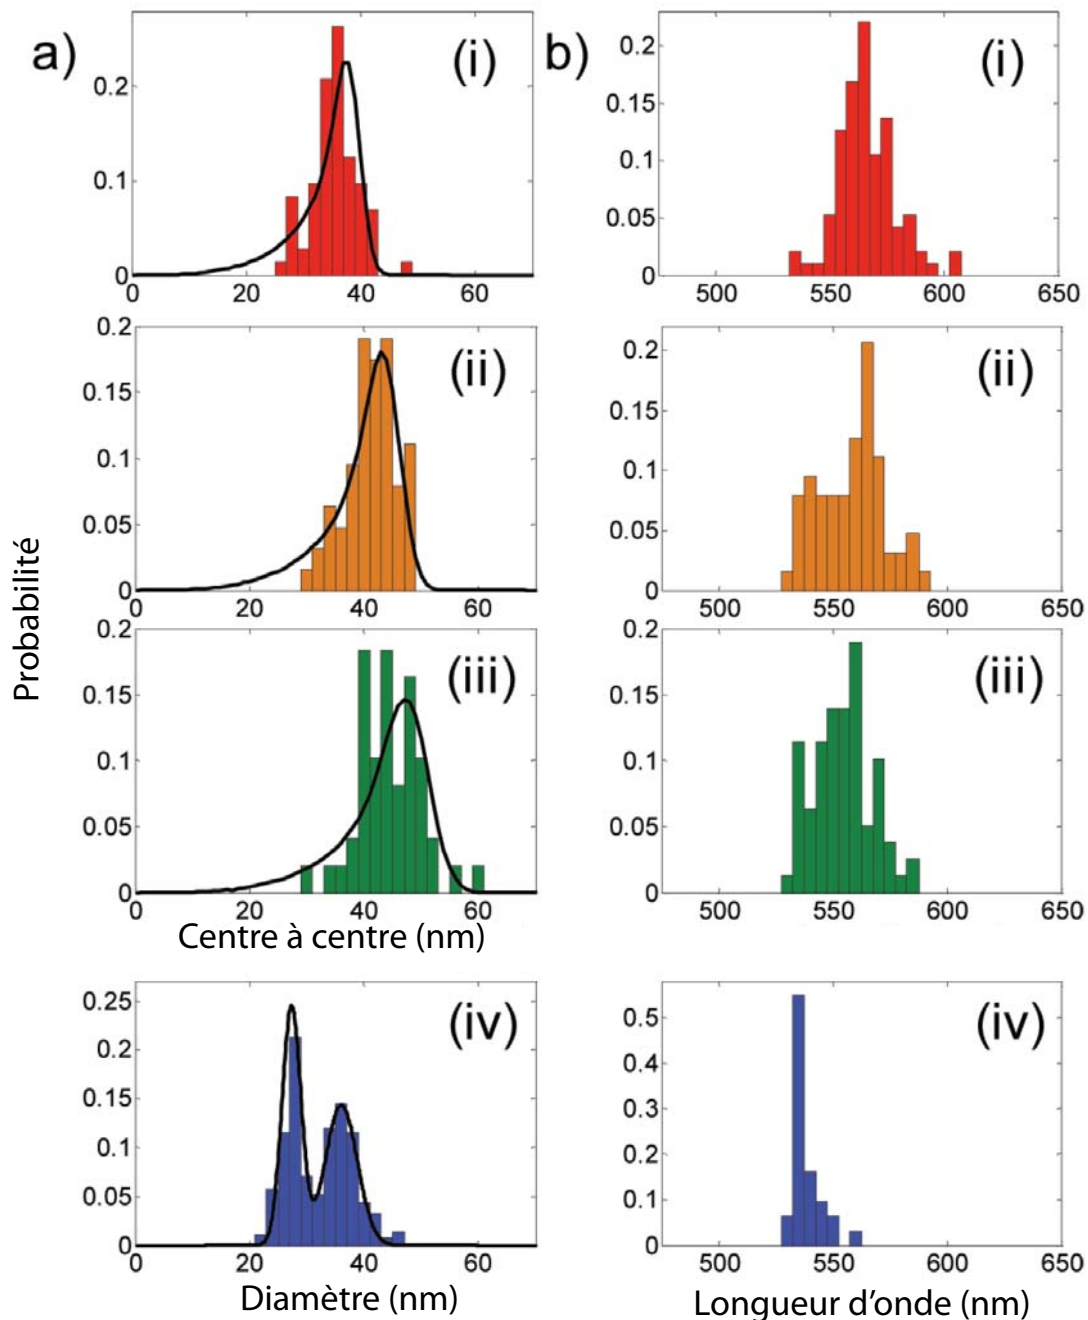 a) (i) b) (i)
0.2 0.1 0
0 20 40 60
0.2 0.15 0.1 0.05 0
500 550 600 650
(ii) (ii)
0.2 0.15 0.1 0.05 0
0 20 40 60
0.2 0.15 0.1 0.05 0
500 550 600 650
Probabilité
(iii) (iii)
0.2 0.15 0.1 0.05 0
0 20 40 60
Centre à centre (nm)
0.2 0.15 0.1 0.05 0
500 550 600 650
(iv) (iv)
0.25 0.2 0.15 0.1 0.05 0
0 20 40 60
Diamètre (nm)
0.5 0.4 0.3 0.2 0.1 0
500 550 600 650
Longueur d'onde (nm)